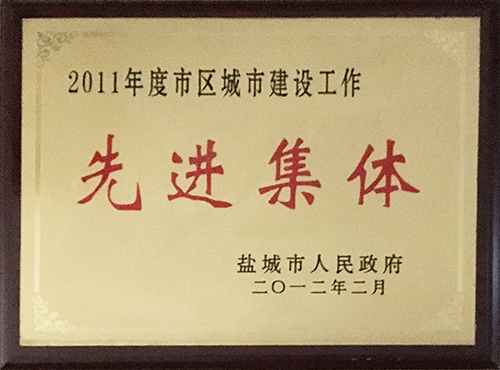 2011年度市区城市建设工作
先进集体
盐城市人民政府
二〇一二年二月